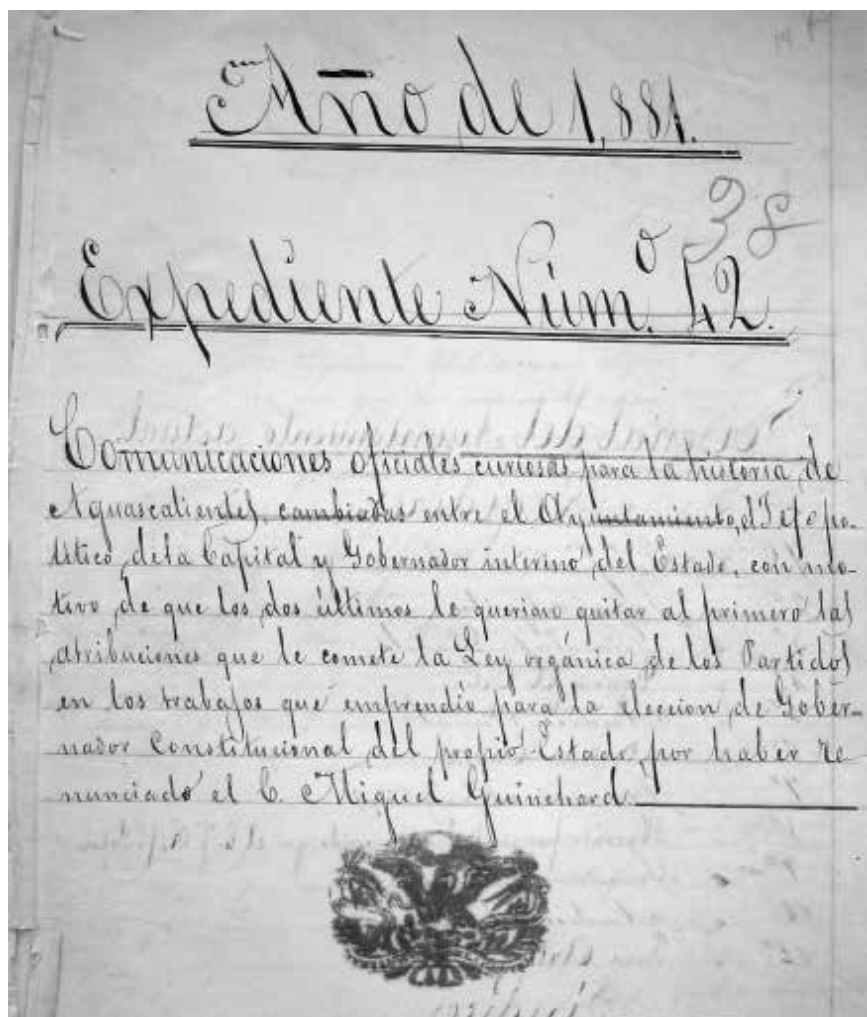 Año de 1,881.
38
Expediente Núm.º 42.
Comunicaciones oficiales curiosas para la historia, de
Aguascalientes, cambiadas entre el Ayuntamiento, el Jefe po-
lítico, de la Capital y Gobernador interino, del Estado, con mo-
tivo, de que los dos últimos le querian quitar al primero las
atribuciones que le comete la Ley orgánica, de los Partidos
en los trabajos que emprendió para la eleccion, de Gober-
nador Constitucional, del propio Estado, por haber re-
nunciado el C. Miguel Guinchard.